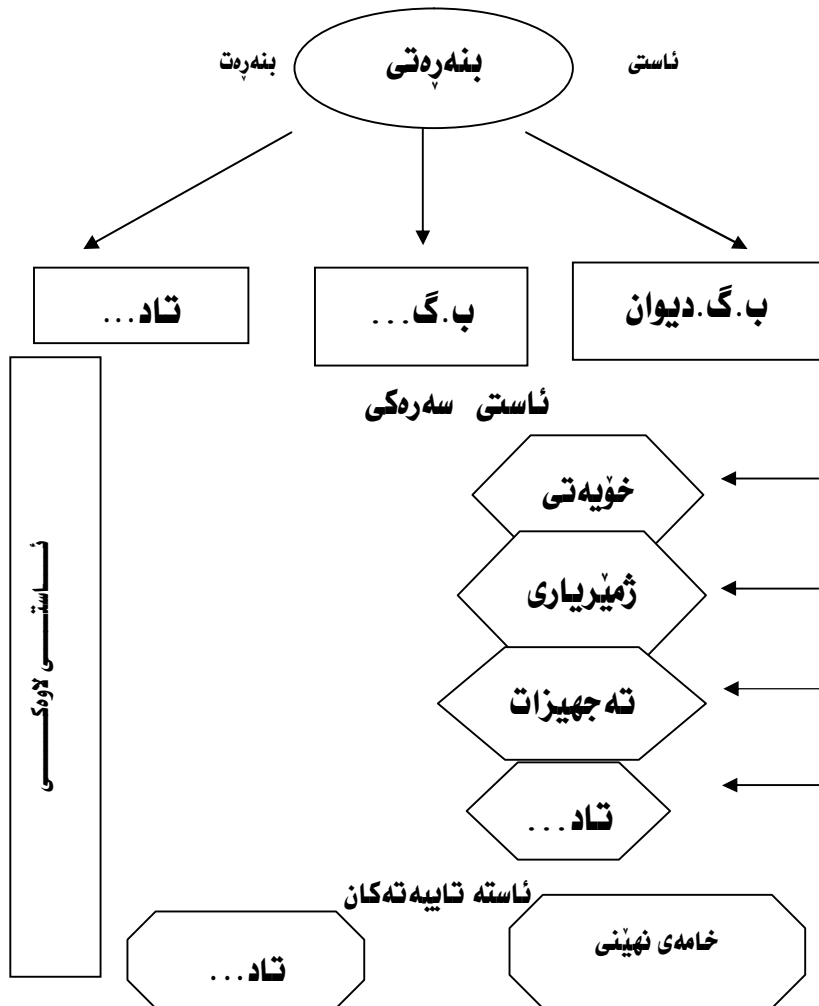 ئاستی بنەڕەتی بنەڕەت
ب.گ.دیوان ب.گ... تاد...
ئاستی سەرەکی
خۆیەتی
ژمێریاری
تەجهیزات
تاد...
ئاستی لاوەکی
ئاستە تایبەتەکان
خامەی نهێنی
تاد...